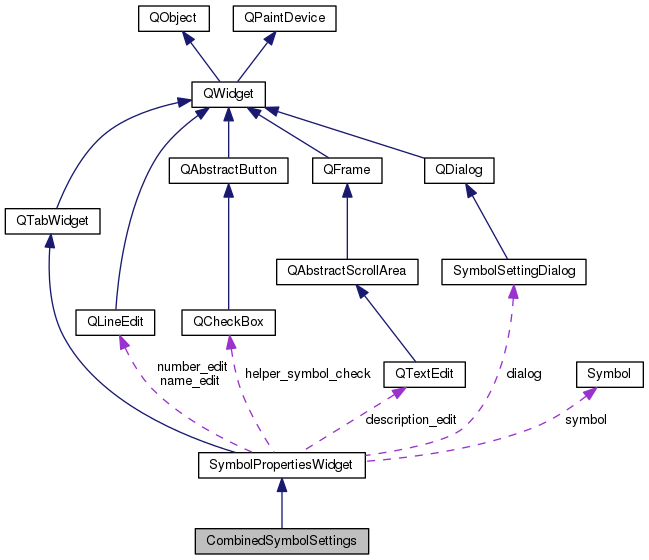 QObject
QPaintDevice
QWidget
QAbstractButton
QFrame
QDialog
QTabWidget
QAbstractScrollArea
SymbolSettingDialog
QLineEdit
QCheckBox
number_edit
name_edit
helper_symbol_check
QTextEdit
dialog
Symbol
description_edit
symbol
SymbolPropertiesWidget
CombinedSymbolSettings